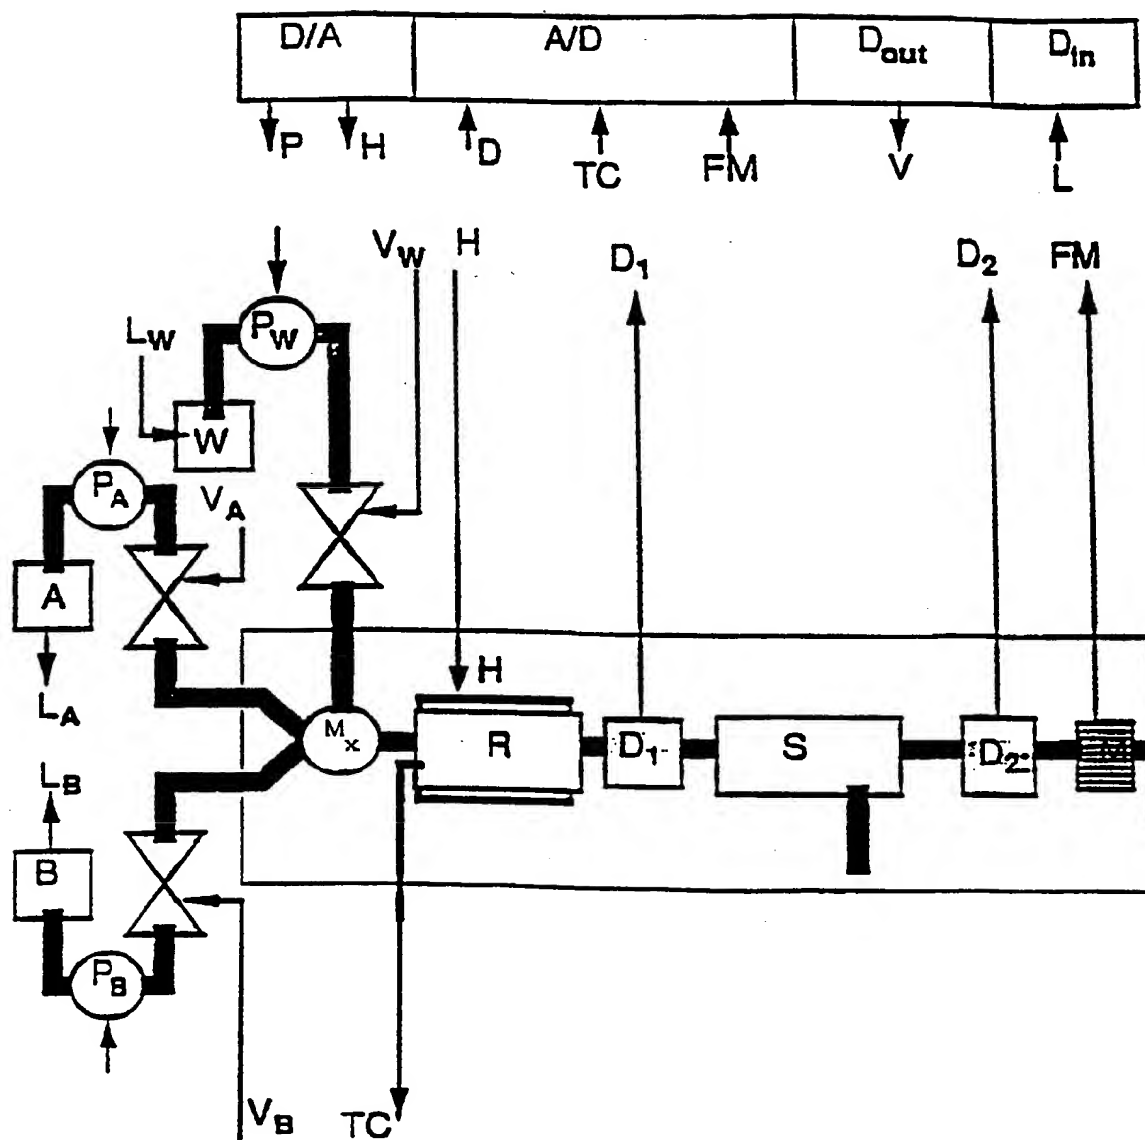 D/A A/D Dout Din
P H D TC FM V L
VW H D1 D2 FM
LW PW
W
PA VA
A
LA
H
Mx R D1 S D2 M
LB
B
PB
VB TC